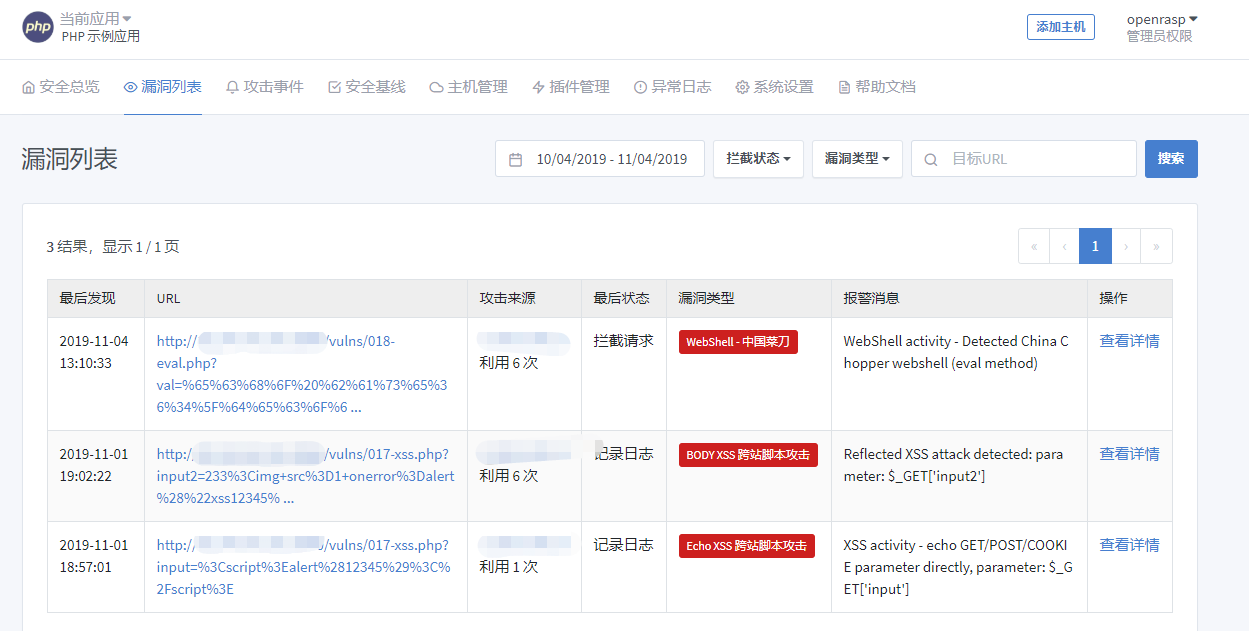 php
当前应用
PHP 示例应用
添加主机
openrasp
管理员权限
安全总览
漏洞列表
攻击事件
安全基线
主机管理
插件管理
异常日志
系统设置
帮助文档
漏洞列表
10/04/2019 - 11/04/2019
拦截状态
漏洞类型
目标URL
搜索
3 结果，显示 1 / 1 页
«
‹
1
›
»
最后发现
URL
攻击来源
最后状态
漏洞类型
报警消息
操作
2019-11-04
13:10:33
http://
/vulns/018-
eval.php?
val=%65%63%68%6F%20%62%61%73%65%3
6%34%5F%64%65%63%6F%6 ...
利用 6 次
拦截请求
WebShell - 中国菜刀
WebShell activity - Detected China C
hopper webshell (eval method)
查看详情
2019-11-01
19:02:22
http:/
/vulns/017-xss.php?
input2=233%3Cimg+src%3D1+onerror%3Dalert
%28%22xss12345% ...
利用 6 次
记录日志
BODY XSS 跨站脚本攻击
Reflected XSS attack detected: para
meter: $_GET['input2']
查看详情
2019-11-01
18:57:01
http:/
/vulns/017-xss.php?
input=%3Cscript%3Ealert%2812345%29%3C%
2Fscript%3E
利用 1 次
记录日志
Echo XSS 跨站脚本攻击
XSS activity - echo GET/POST/COOKI
E parameter directly, parameter: $_G
ET['input']
查看详情